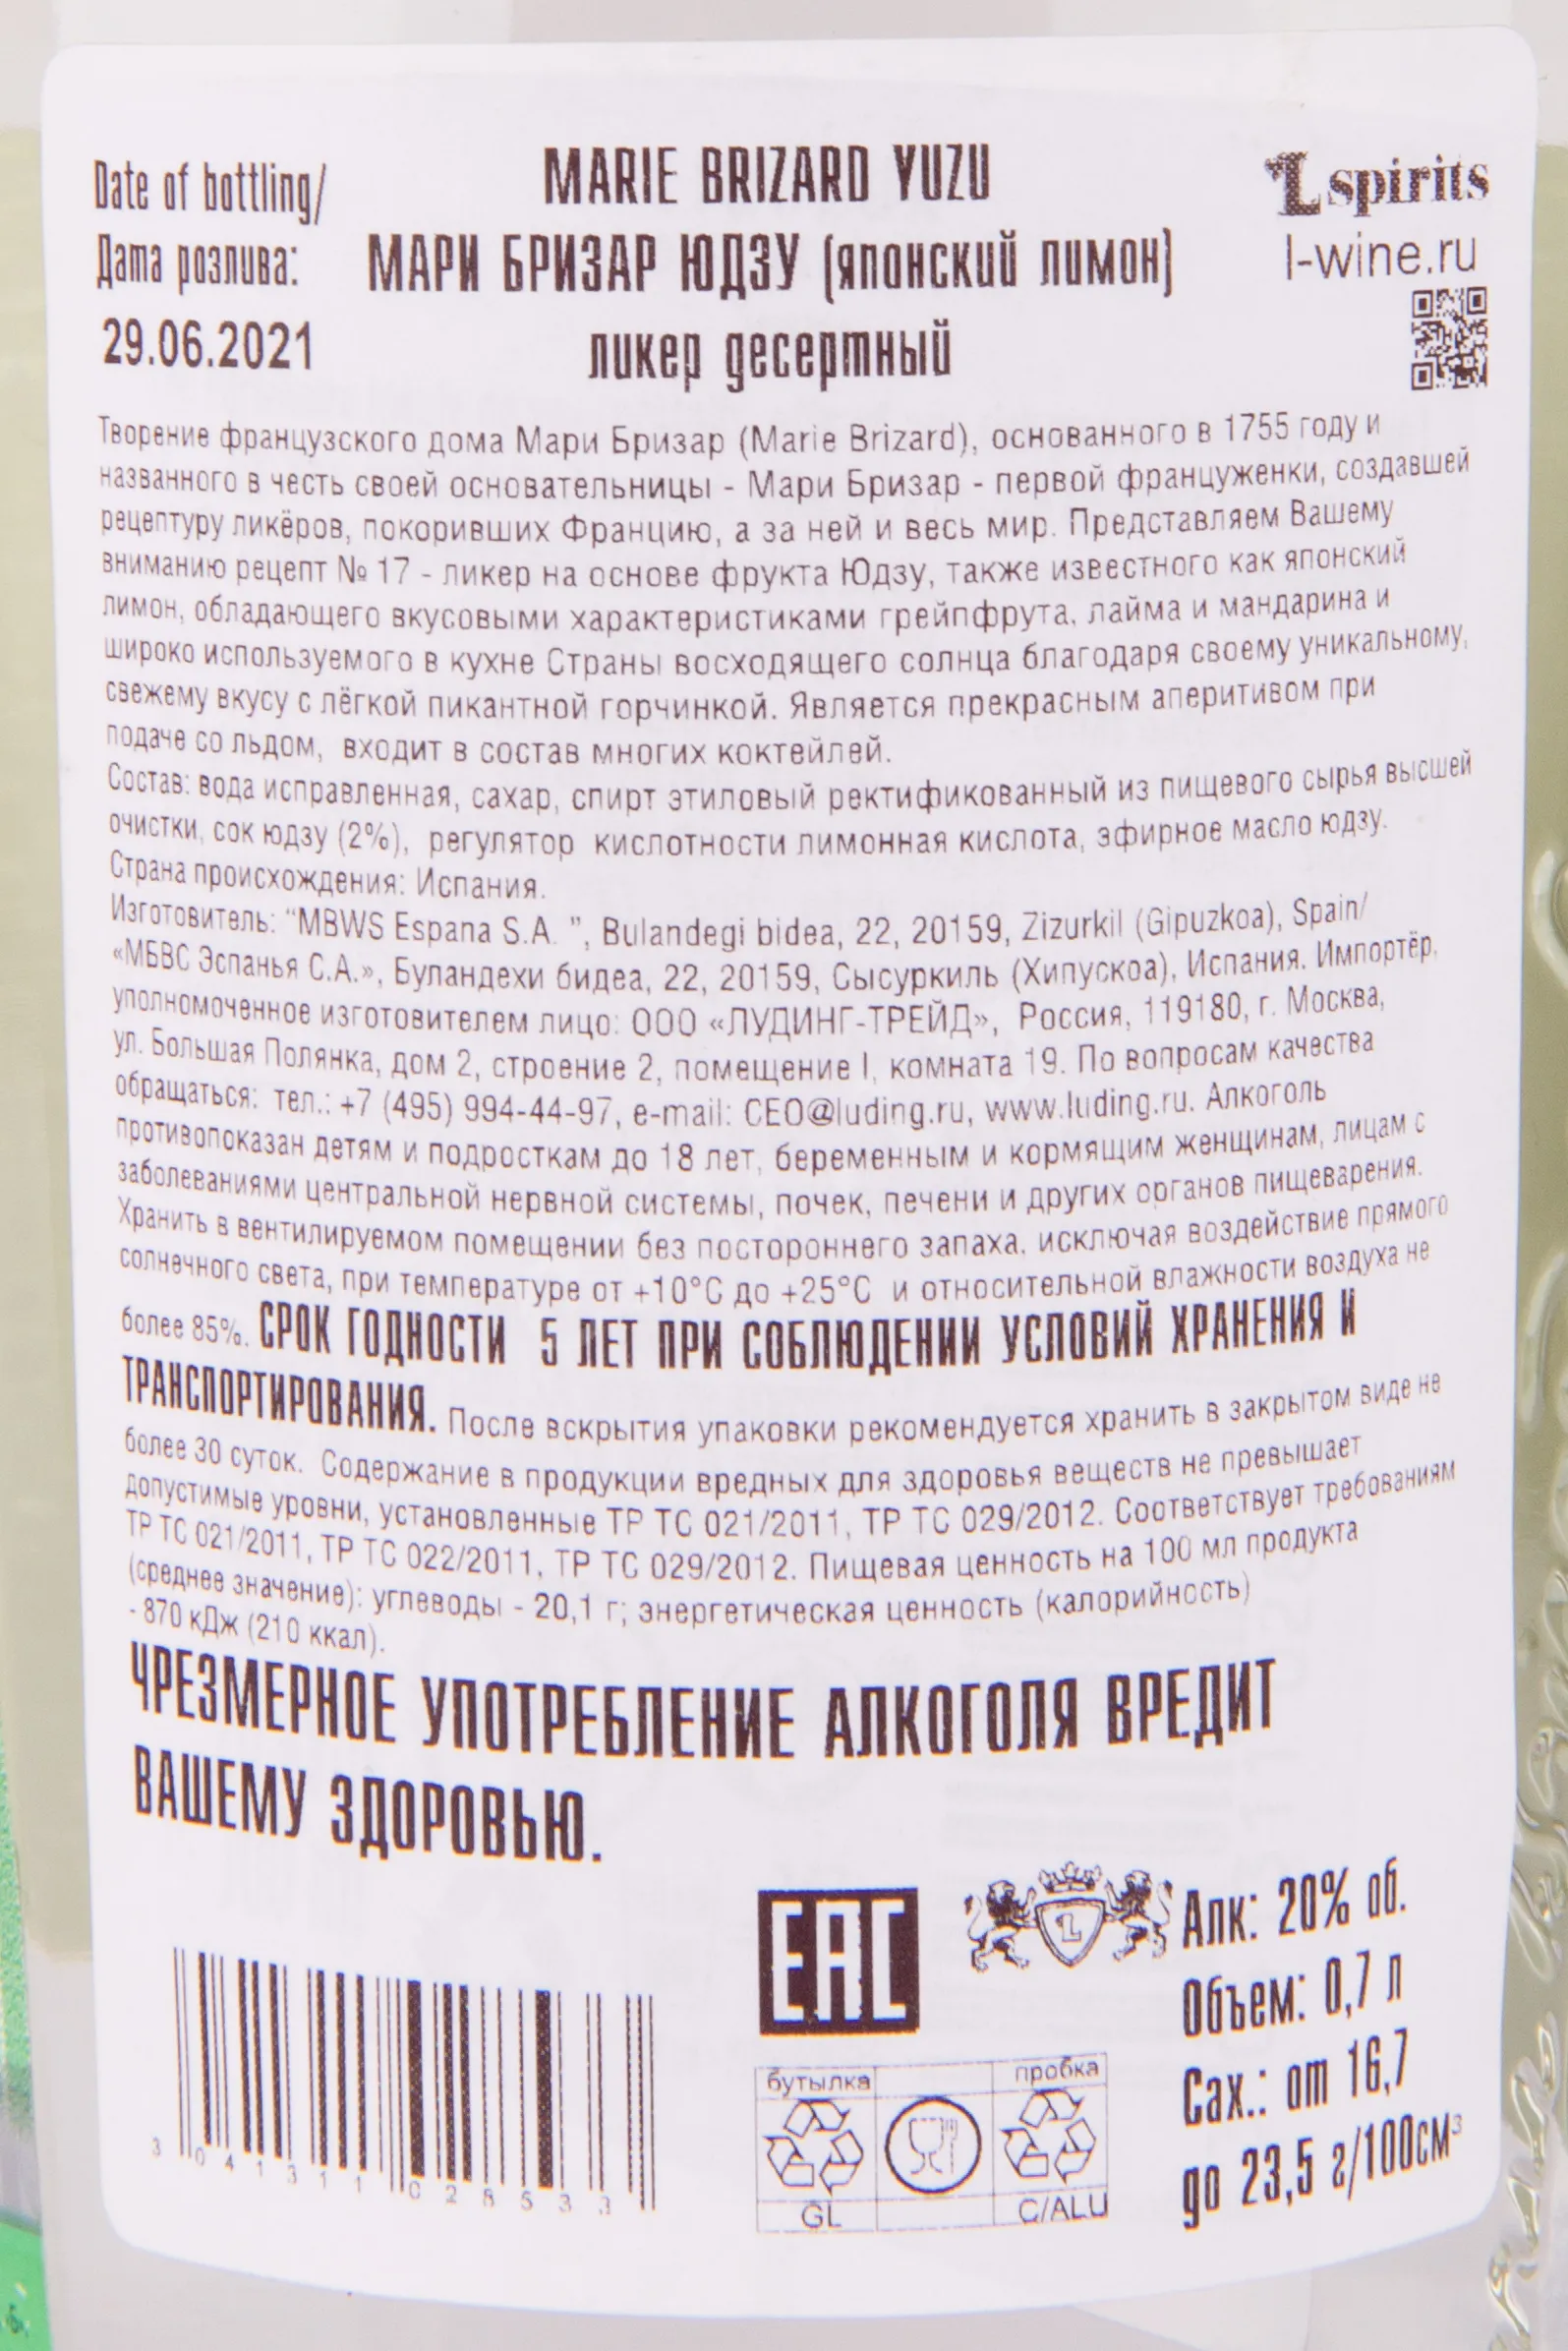 Date of bottling/
Дата розлива:
29.06.2021
MARIE BRIZARD YUZU
МАРИ БРИЗАР ЮДЗУ (японский лимон)
ликер десертный
L spirits
l-wine.ru
Творение французского дома Мари Бризар (Marie Brizard), основанного в 1755 году и
названного в честь своей основательницы - Мари Бризар - первой француженки, создавшей
рецептуру ликёров, покоривших Францию, а за ней и весь мир. Представляем Вашему
вниманию рецепт № 17 - ликер на основе фрукта Юдзу, также известного как японский
лимон, обладающего вкусовыми характеристиками грейпфрута, лайма и мандарина и
широко используемого в кухне Страны восходящего солнца благодаря своему уникальному,
свежему вкусу с лёгкой пикантной горчинкой. Является прекрасным аперитивом при
подаче со льдом, входит в состав многих коктейлей.
Состав: вода исправленная, сахар, спирт этиловый ректификованный из пищевого сырья высшей
очистки, сок юдзу (2%), регулятор кислотности лимонная кислота, эфирное масло юдзу.
Страна происхождения: Испания.
Изготовитель: "MBWS Espana S.A. ", Bulandegi bidea, 22, 20159, Zizurkil (Gipuzkoa), Spain/
«МБВС Эспанья С.А.», Буландехи бидеа, 22, 20159, Сысуркиль (Хипускоа), Испания. Импортёр,
уполномоченное изготовителем лицо: ООО «ЛУДИНГ-ТРЕЙД», Россия, 119180, г. Москва,
ул. Большая Полянка, дом 2, строение 2, помещение I, комната 19. По вопросам качества
обращаться: тел.: +7 (495) 994-44-97, e-mail: CEO@luding.ru, www.luding.ru. Алкоголь
противопоказан детям и подросткам до 18 лет, беременным и кормящим женщинам, лицам с
заболеваниями центральной нервной системы, почек, печени и других органов пищеварения.
Хранить в вентилируемом помещении без постороннего запаха, исключая воздействие прямого
солнечного света, при температуре от +10°С до +25°С и относительной влажности воздуха не
более 85%. СРОК ГОДНОСТИ 5 ЛЕТ ПРИ СОБЛЮДЕНИИ УСЛОВИЙ ХРАНЕНИЯ И
ТРАНСПОРТИРОВАНИЯ. После вскрытия упаковки рекомендуется хранить в закрытом виде не
более 30 суток. Содержание в продукции вредных для здоровья веществ не превышает
допустимые уровни, установленные ТР ТС 021/2011, ТР ТС 029/2012. Соответствует требованиям
ТР ТС 021/2011, ТР ТС 022/2011, ТР ТС 029/2012. Пищевая ценность на 100 мл продукта
(среднее значение): углеводы - 20,1 г; энергетическая ценность (калорийность)
- 870 кДж (210 ккал).
ЧРЕЗМЕРНОЕ УПОТРЕБЛЕНИЕ АЛКОГОЛЯ ВРЕДИТ
ВАШЕМУ ЗДОРОВЬЮ.
EAC
L
Алк: 20% об.
Объем: 0,7 л
Сах.: от 16,7
до 23,5 г/100см³
бутылка
пробка
GL
C/ALU
3 041311 028533